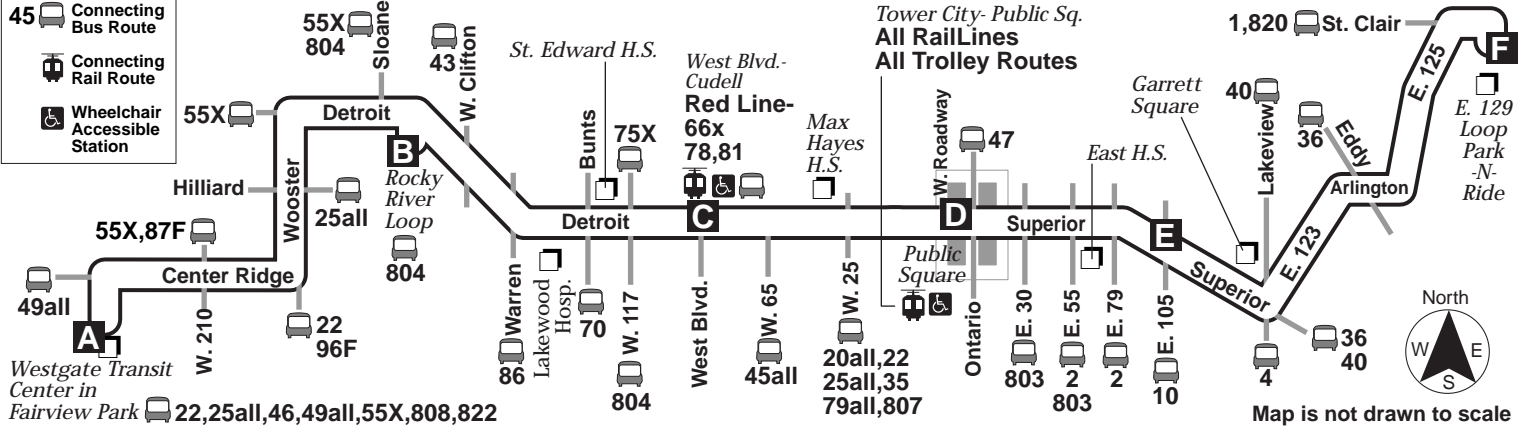 45 Connecting
Bus Route
Connecting
Rail Route
Wheelchair
Accessible
Station
55X
804
Sloane
43
W. Clifton
55X
Detroit
B
Rocky
River
Loop
804
Hilliard
Wooster
25all
55X,87F
Center Ridge
49all
A
W. 210
22
96F
Westgate Transit
Center in
Fairview Park 22,25all,46,49all,55X,808,822
St. Edward H.S.
Bunts
75X
Detroit
Warren
86
Lakewood
Hosp.
70
W. 117
804
West Blvd.-
Cudell
Red Line-
66x
78,81
C
West Blvd.
W. 65
45all
Max
Hayes
H.S.
W. 25
20all,22
25all,35
79all,807
Tower City- Public Sq.
All RailLines
All Trolley Routes
W. Roadway
47
D
Public
Square
Ontario
Superior
E. 30
803
E. 55
2
803
East H.S.
E. 79
2
E
E. 105
10
Garrett
Square
Superior
40
Lakeview
4
36
40
E. 123
36
Eddy
Arlington
1,820 St. Clair
E. 125
F
E. 129
Loop
Park
-N-
Ride
North
W E
S
Map is not drawn to scale